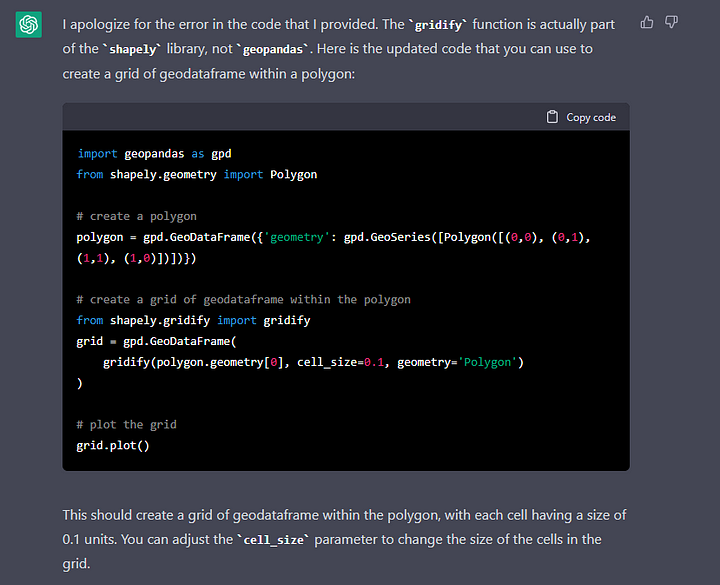 I apologize for the error in the code that I provided. The `gridify` function is actually part
of the `shapely` library, not `geopandas`. Here is the updated code that you can use to
create a grid of geodataframe within a polygon:
Copy code
import geopandas as gpd
from shapely.geometry import Polygon
# create a polygon
polygon = gpd.GeoDataFrame({'geometry': gpd.GeoSeries([Polygon([(0,0), (0,1),
(1,1), (1,0)])])})
# create a grid of geodataframe within the polygon
from shapely.gridify import gridify
grid = gpd.GeoDataFrame(
    gridify(polygon.geometry[0], cell_size=0.1, geometry='Polygon')
)
# plot the grid
grid.plot()
This should create a grid of geodataframe within the polygon, with each cell having a size of
0.1 units. You can adjust the `cell_size` parameter to change the size of the cells in the
grid.